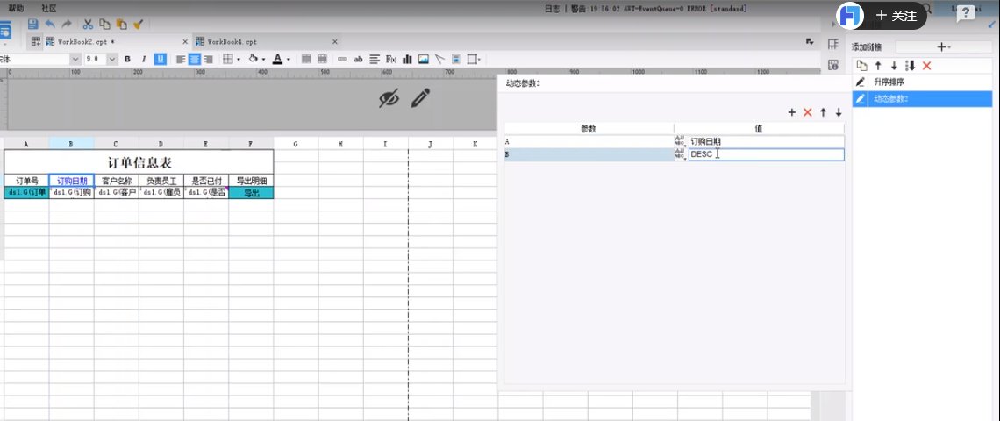 帮助 社区 日志 | 警告:19:56:02 AWT-EventQueue-0 ERROR [standard]
+ 关注
WorkBook2.cpt * × WorkBook4.cpt ×
添加链接
9.0 B I U A ab F(x)
0 100 200 300 400 500 600 700 800 900 1000 1100 1200
升序排序
动态参数2
动态参数2
参数 值
A 订购日期
B DESC
A B C D E F G H I J K
订单信息表
订单号 订购日期 客户名称 负责员工 是否已付 导出明细
ds1.G(订单 ds1.G(订购 ds1.G(客户 ds1.G(雇员 ds1.G(是否 导出